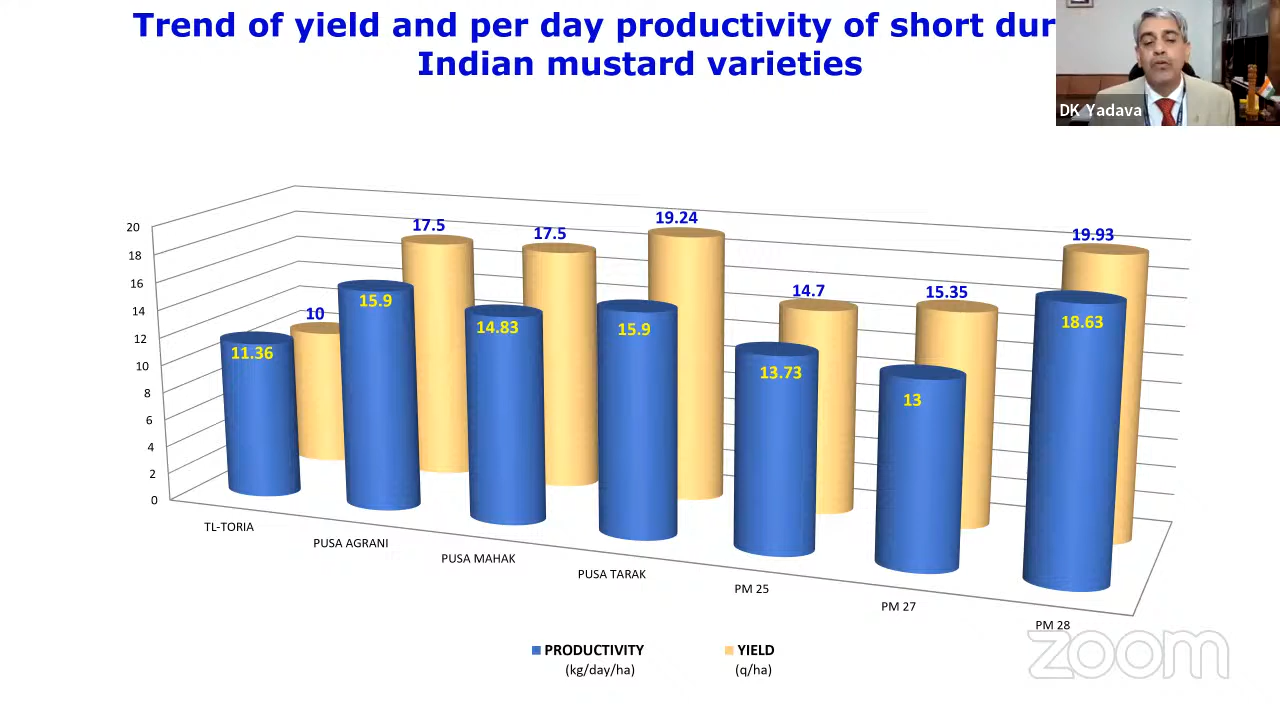 Trend of yield and per day productivity of short dur
Indian mustard varieties
DK Yadava
20
18
16
14
12
10
8
6
4
2
0
11.36
10
15.9
17.5
14.83
17.5
15.9
19.24
13.73
14.7
13
15.35
18.63
19.93
TL-TORIA
PUSA AGRANI
PUSA MAHAK
PUSA TARAK
PM 25
PM 27
PM 28
PRODUCTIVITY
(kg/day/ha)
YIELD
(q/ha)
zoom